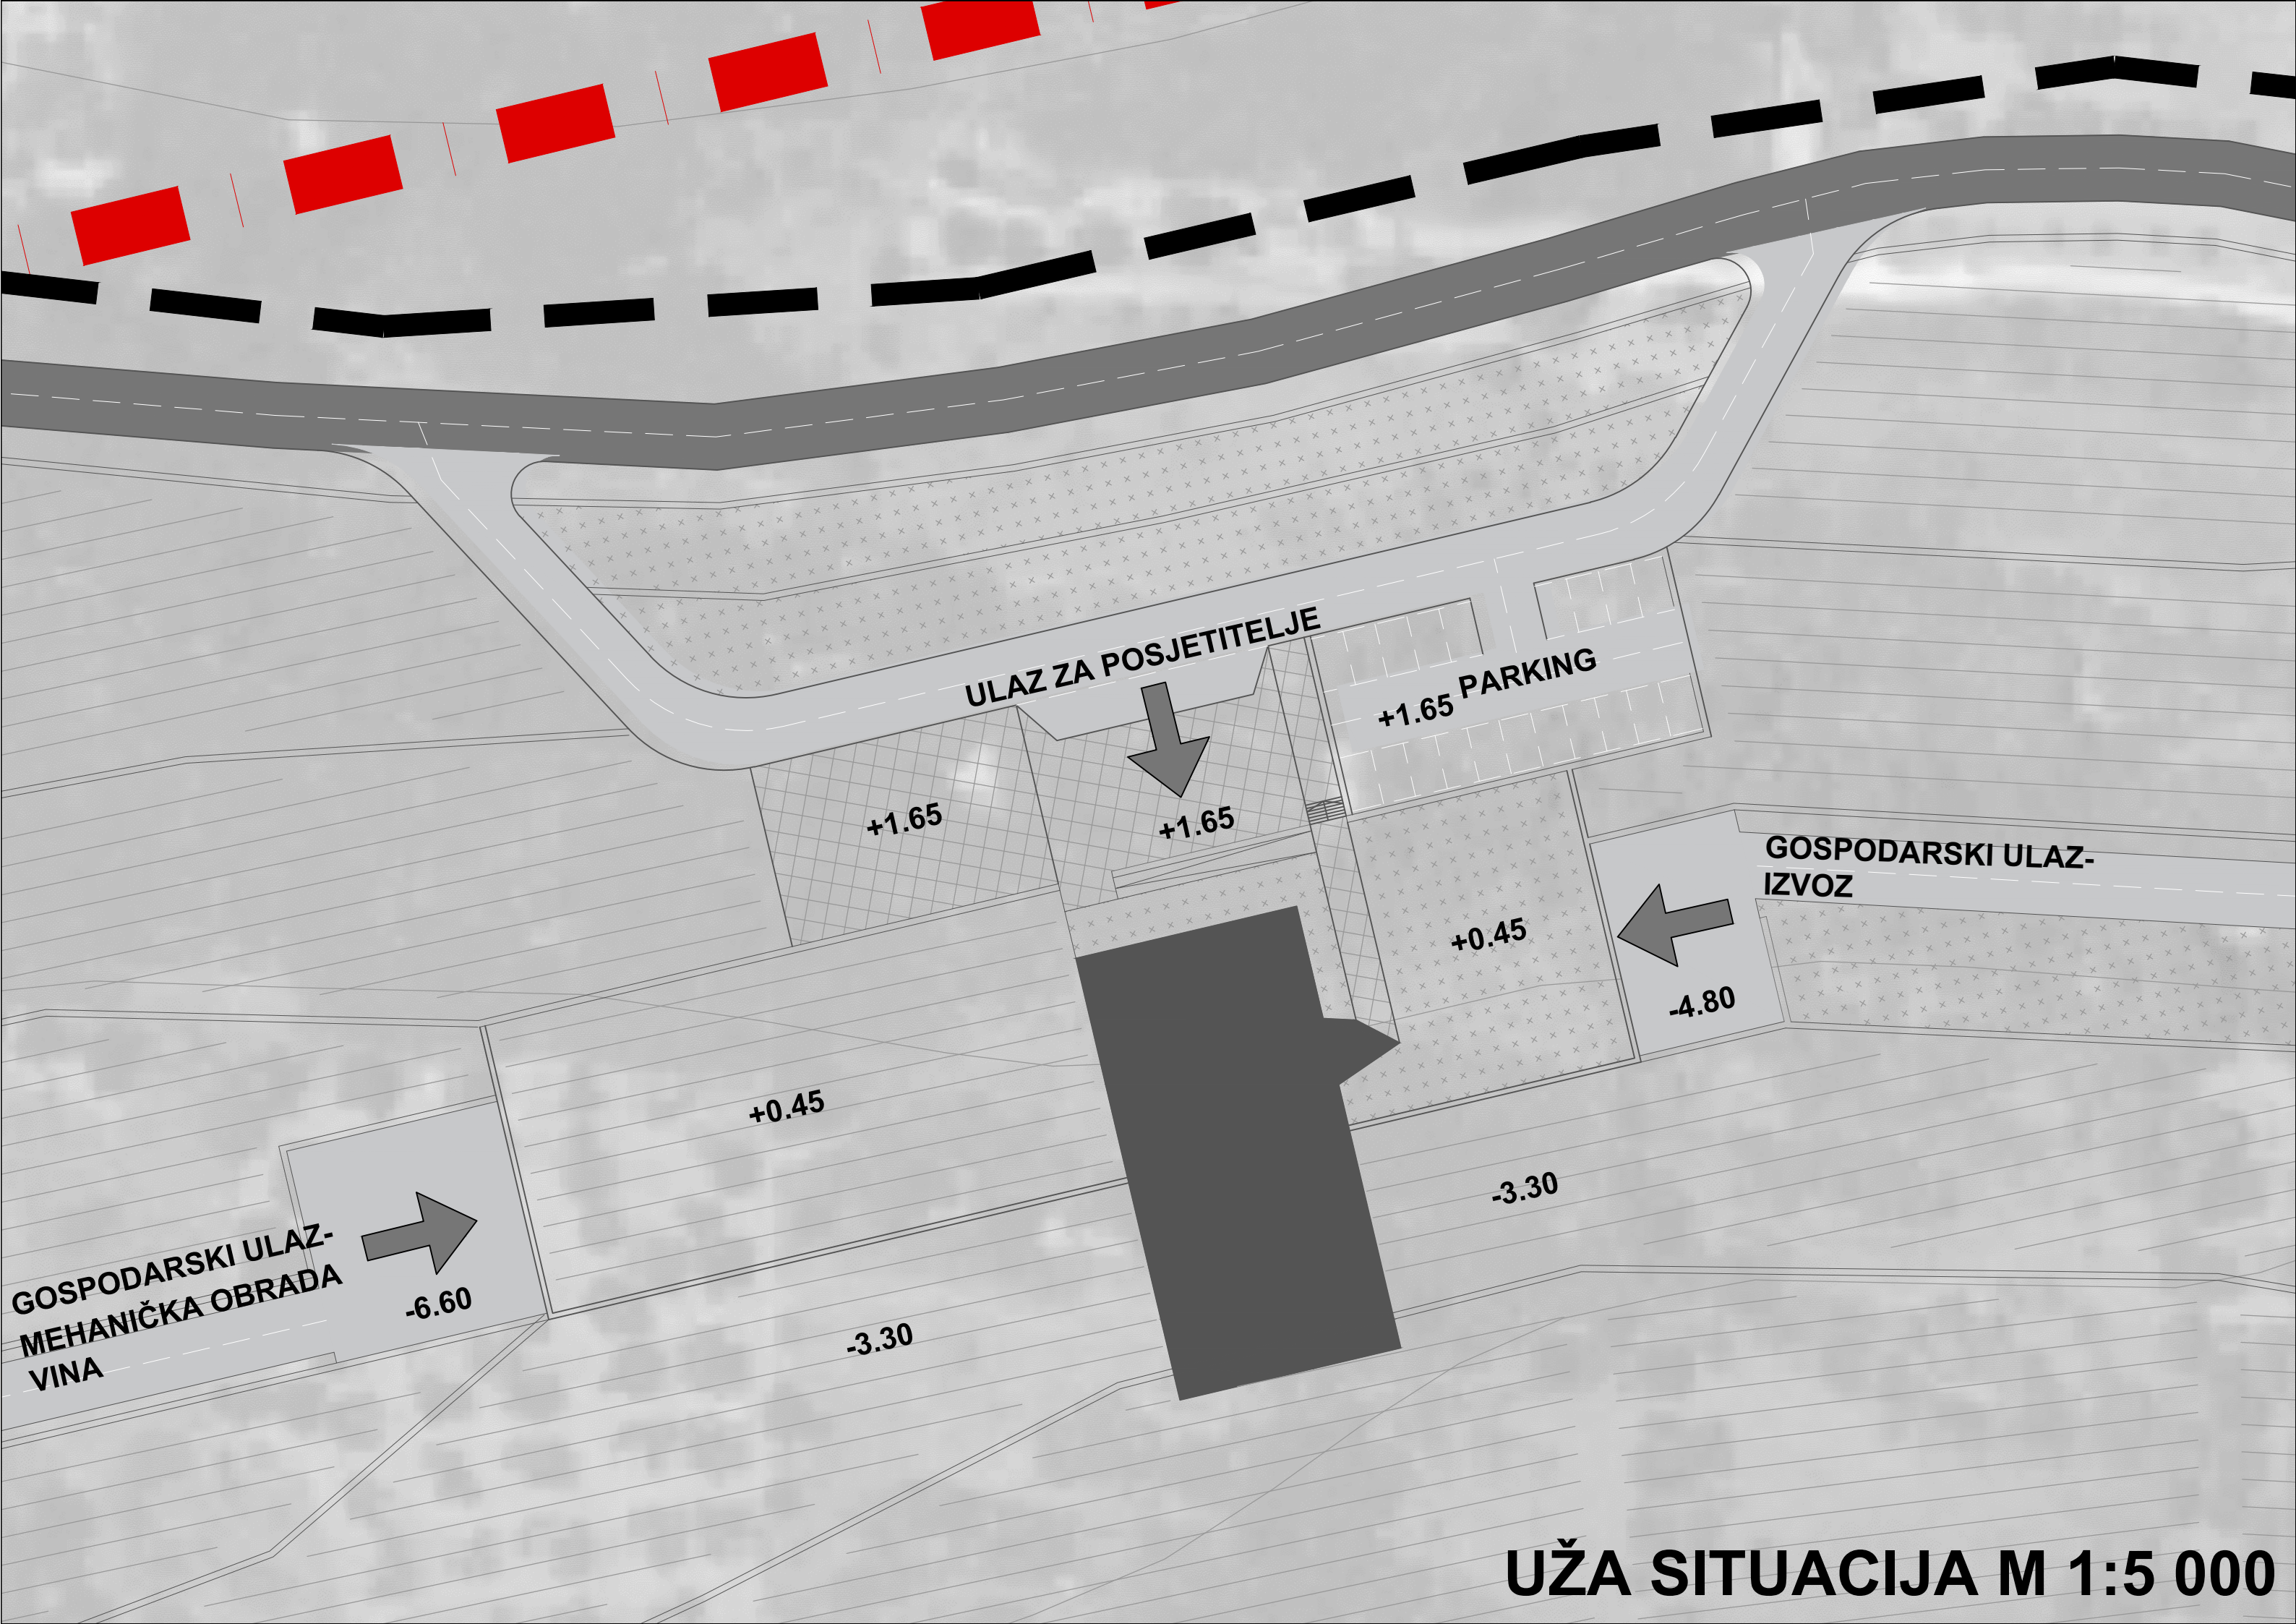 ULAZ ZA POSJETITELJE
PARKING
+1.65
+1.65
+1.65
GOSPODARSKI ULAZ-
IZVOZ
+0.45
-4.80
+0.45
-3.30
GOSPODARSKI ULAZ-
MEHANIČKA OBRADA
VINA
-6.60
-3.30
UŽA SITUACIJA M 1:5 000